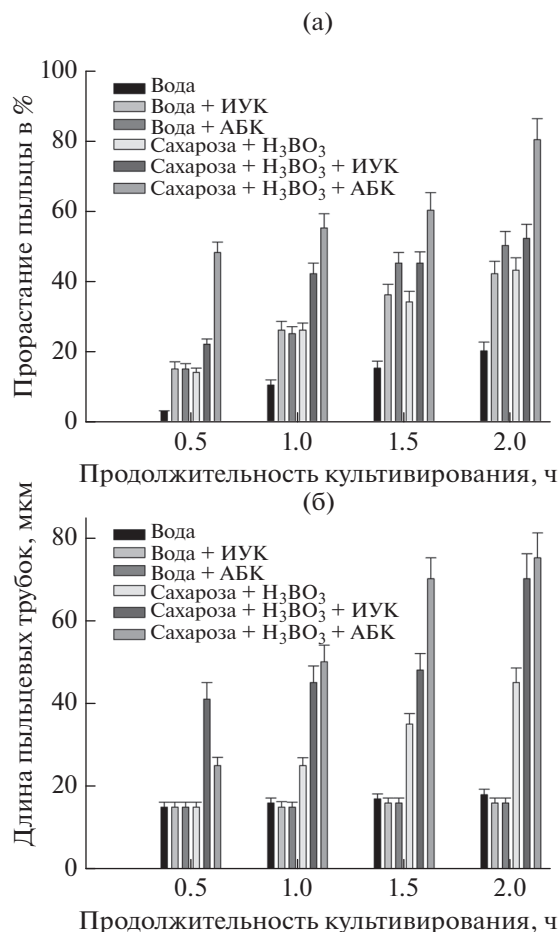 (а)
100
80
60
40
20
0
Прорастание пыльцы в %
Вода
Вода + ИУК
Вода + АБК
Сахароза + H₃BO₃
Сахароза + H₃BO₃ + ИУК
Сахароза + H₃BO₃ + АБК
0.5 1.0 1.5 2.0
Продолжительность культивирования, ч
(б)
80
60
40
20
0
Длина пыльцевых трубок, мкм
Вода
Вода + ИУК
Вода + АБК
Сахароза + H₃BO₃
Сахароза + H₃BO₃ + ИУК
Сахароза + H₃BO₃ + АБК
0.5 1.0 1.5 2.0
Продолжительность культивирования, ч